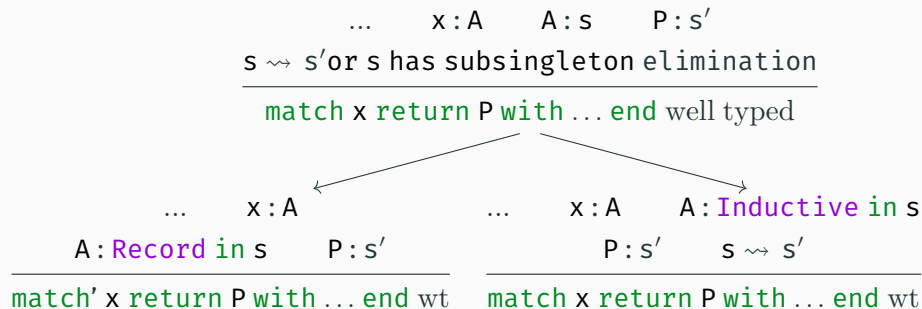 ... x : A A : s P : s′
s ⇝ s′or s has subsingleton elimination
match x return P with ... end well typed
... x : A
A : Record in s P : s′
match' x return P with ... end wt
... x : A A : Inductive in s
P : s′ s ⇝ s′
match x return P with ... end wt